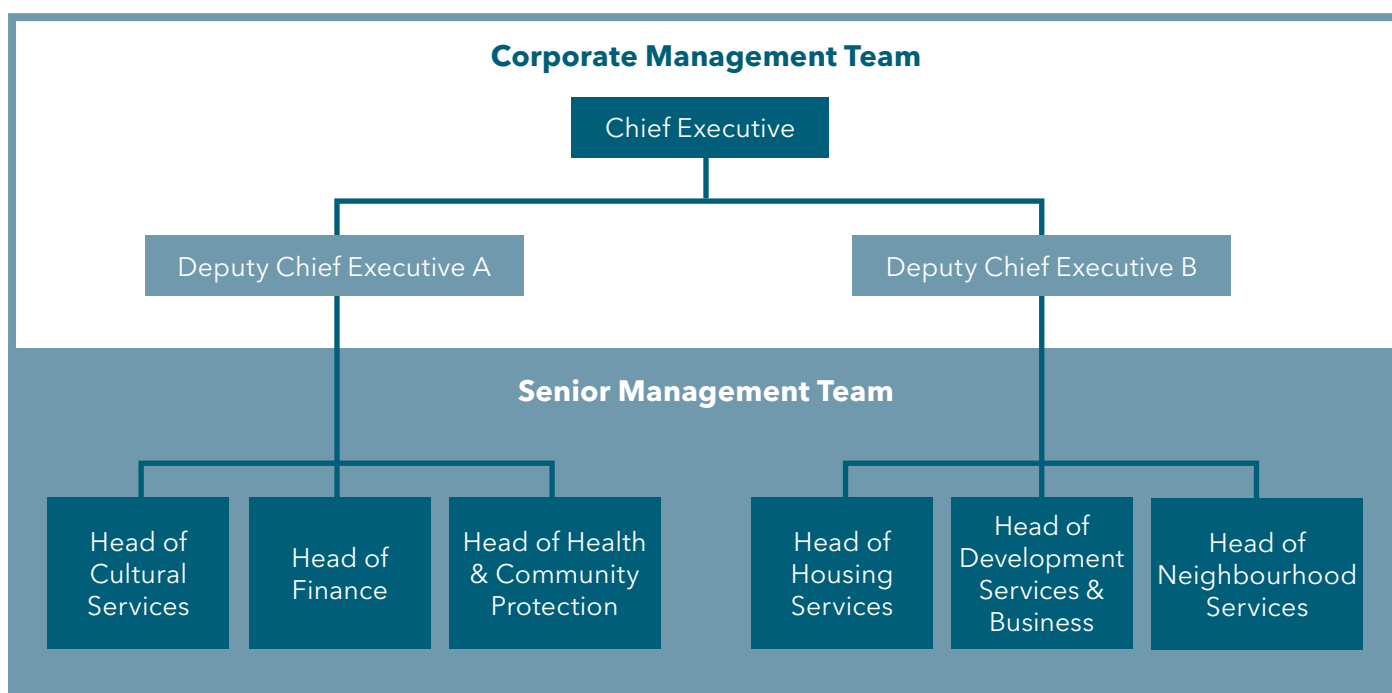 Corporate Management Team
Chief Executive
Deputy Chief Executive A
Deputy Chief Executive B
Senior Management Team
Head of
Cultural
Services
Head of
Finance
Head of Health
& Community
Protection
Head of
Housing
Services
Head of
Development
Services &
Business
Head of
Neighbourhood
Services